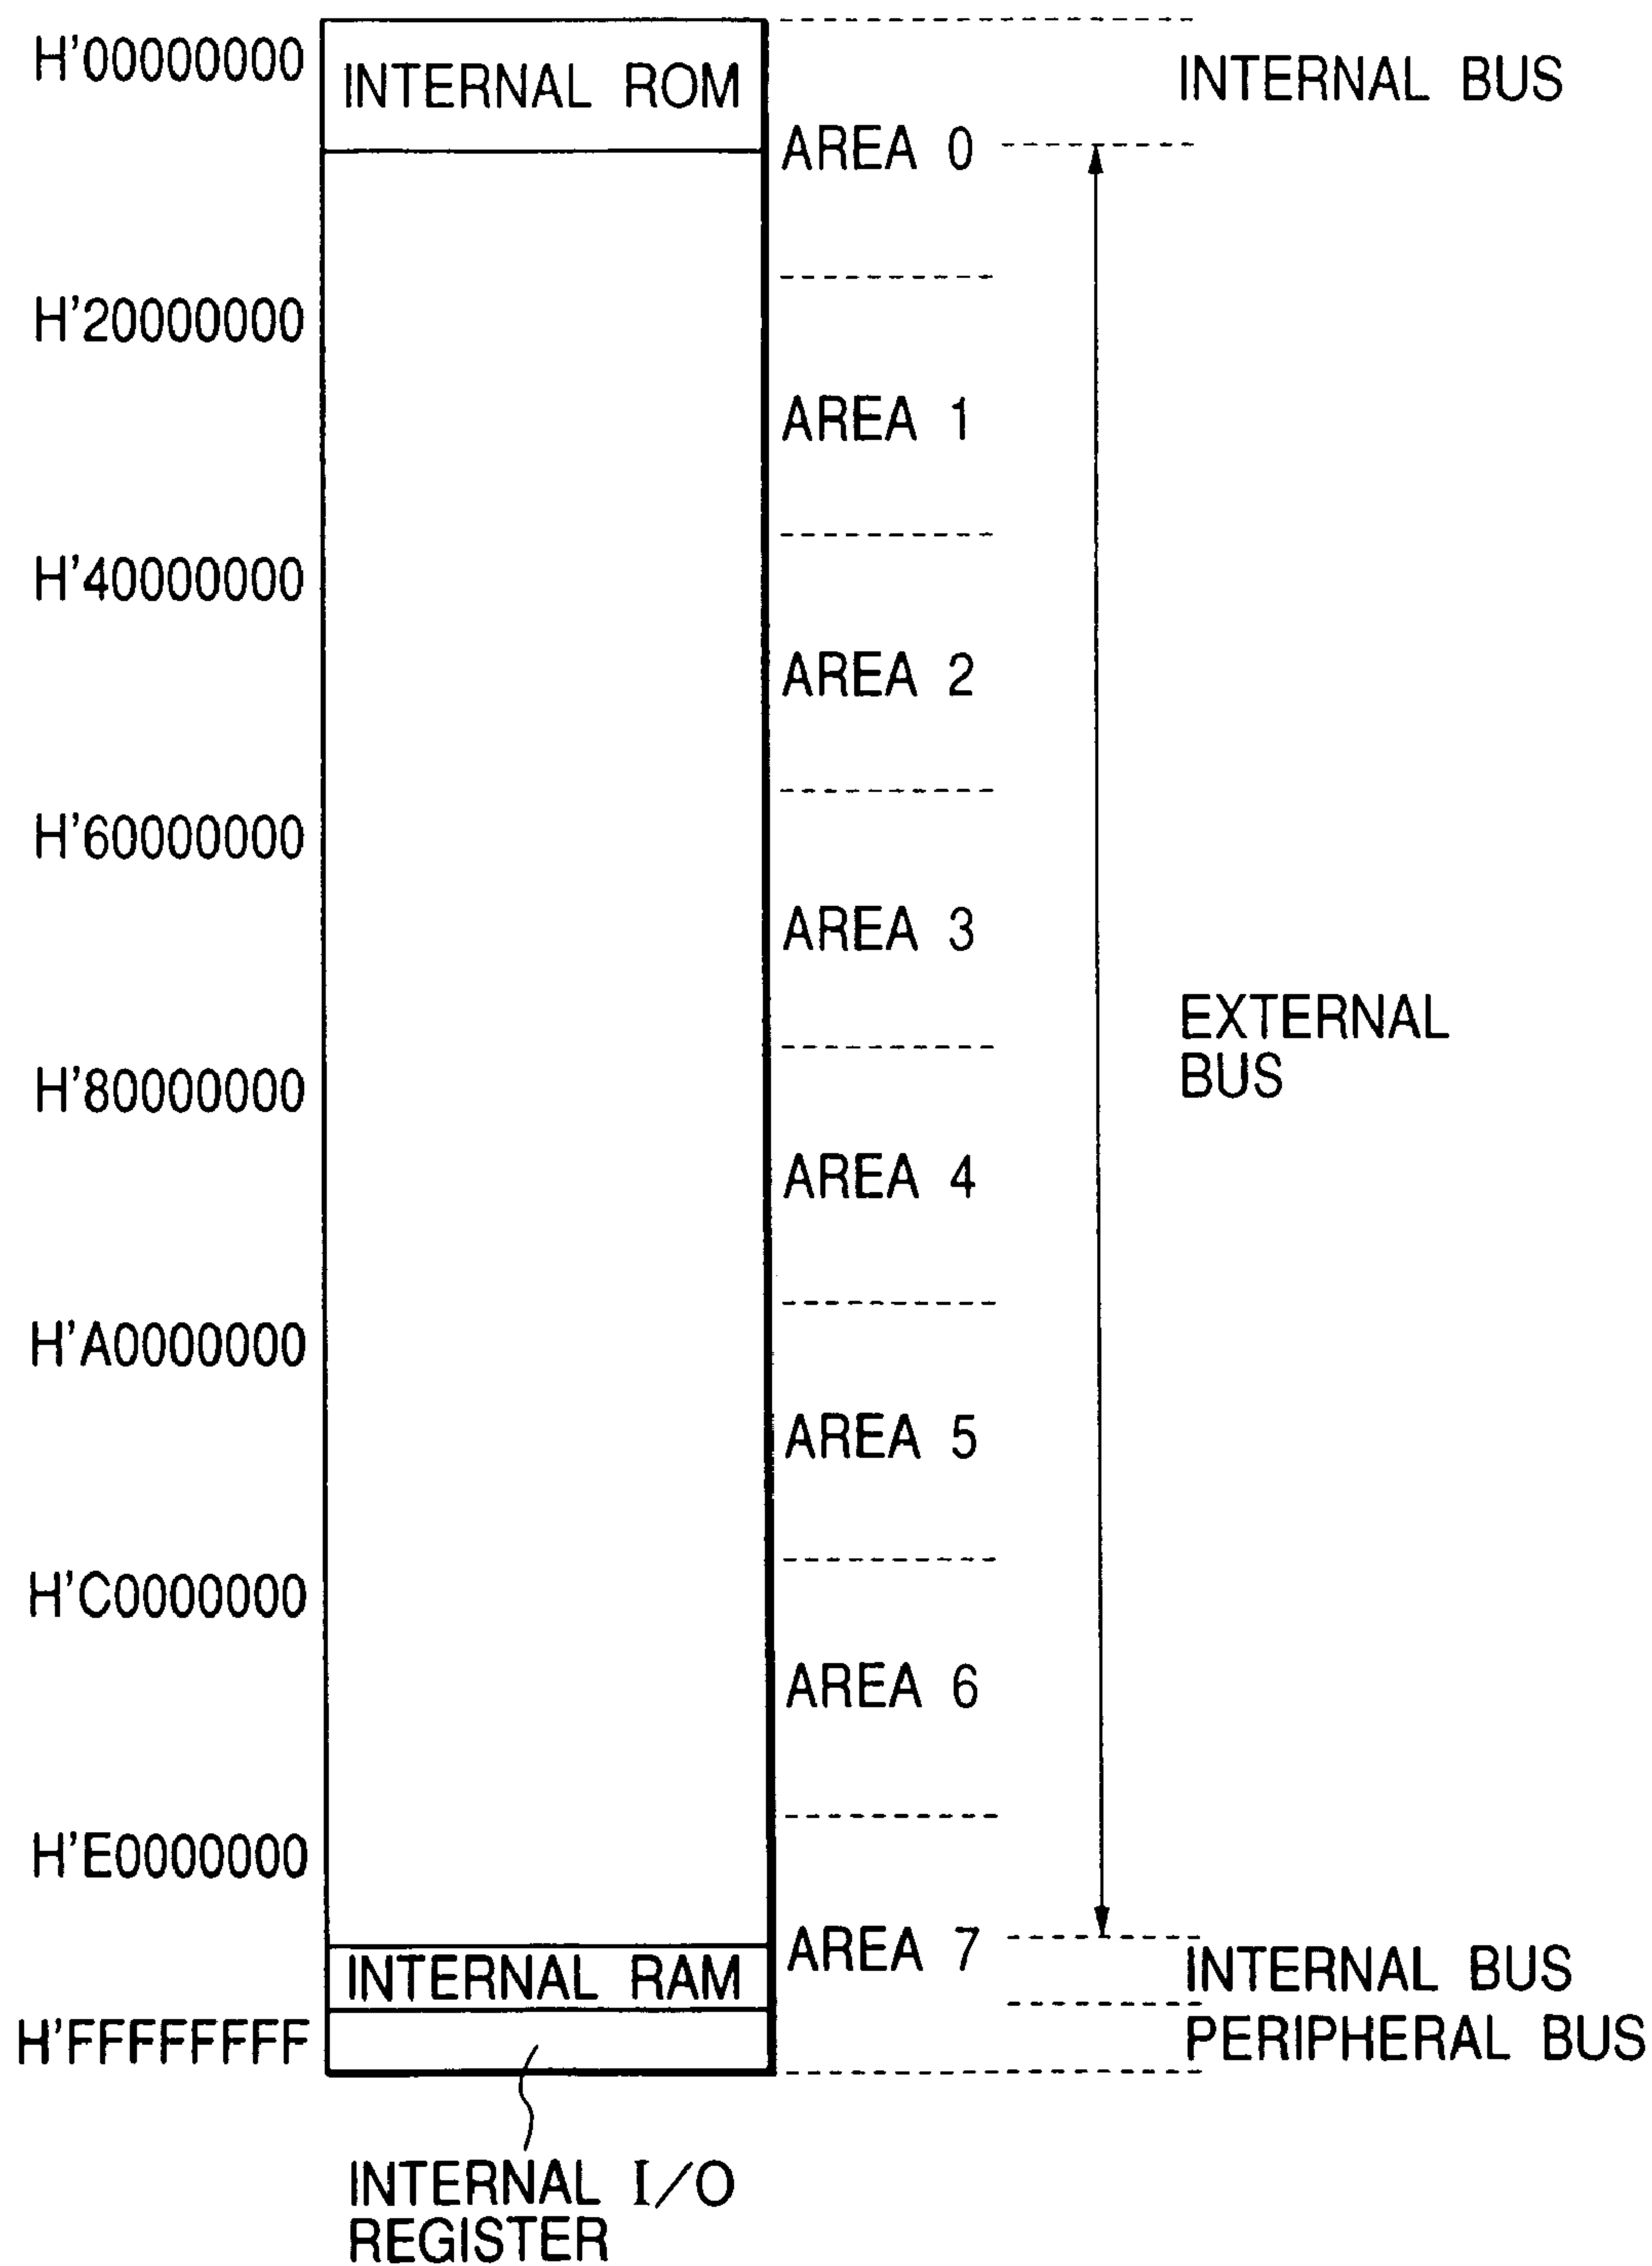 H'00000000
INTERNAL ROM
INTERNAL BUS
AREA 0
H'20000000
AREA 1
H'40000000
AREA 2
H'60000000
AREA 3
EXTERNAL
BUS
H'80000000
AREA 4
H'A0000000
AREA 5
H'C0000000
AREA 6
H'E0000000
AREA 7
INTERNAL RAM
INTERNAL BUS
H'FFFFFFFF
PERIPHERAL BUS
INTERNAL I/O
REGISTER